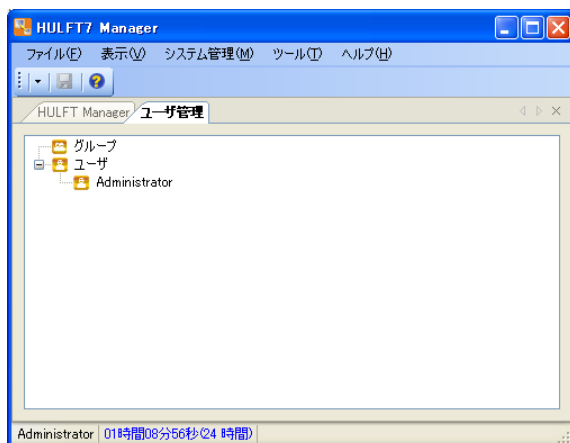 HULFT7 Manager
ファイル(F) 表示(V) システム管理(M) ツール(T) ヘルプ(H)
HULFT Manager ユーザ管理
グループ
ユーザ
Administrator
Administrator 01時間08分56秒(24 時間)